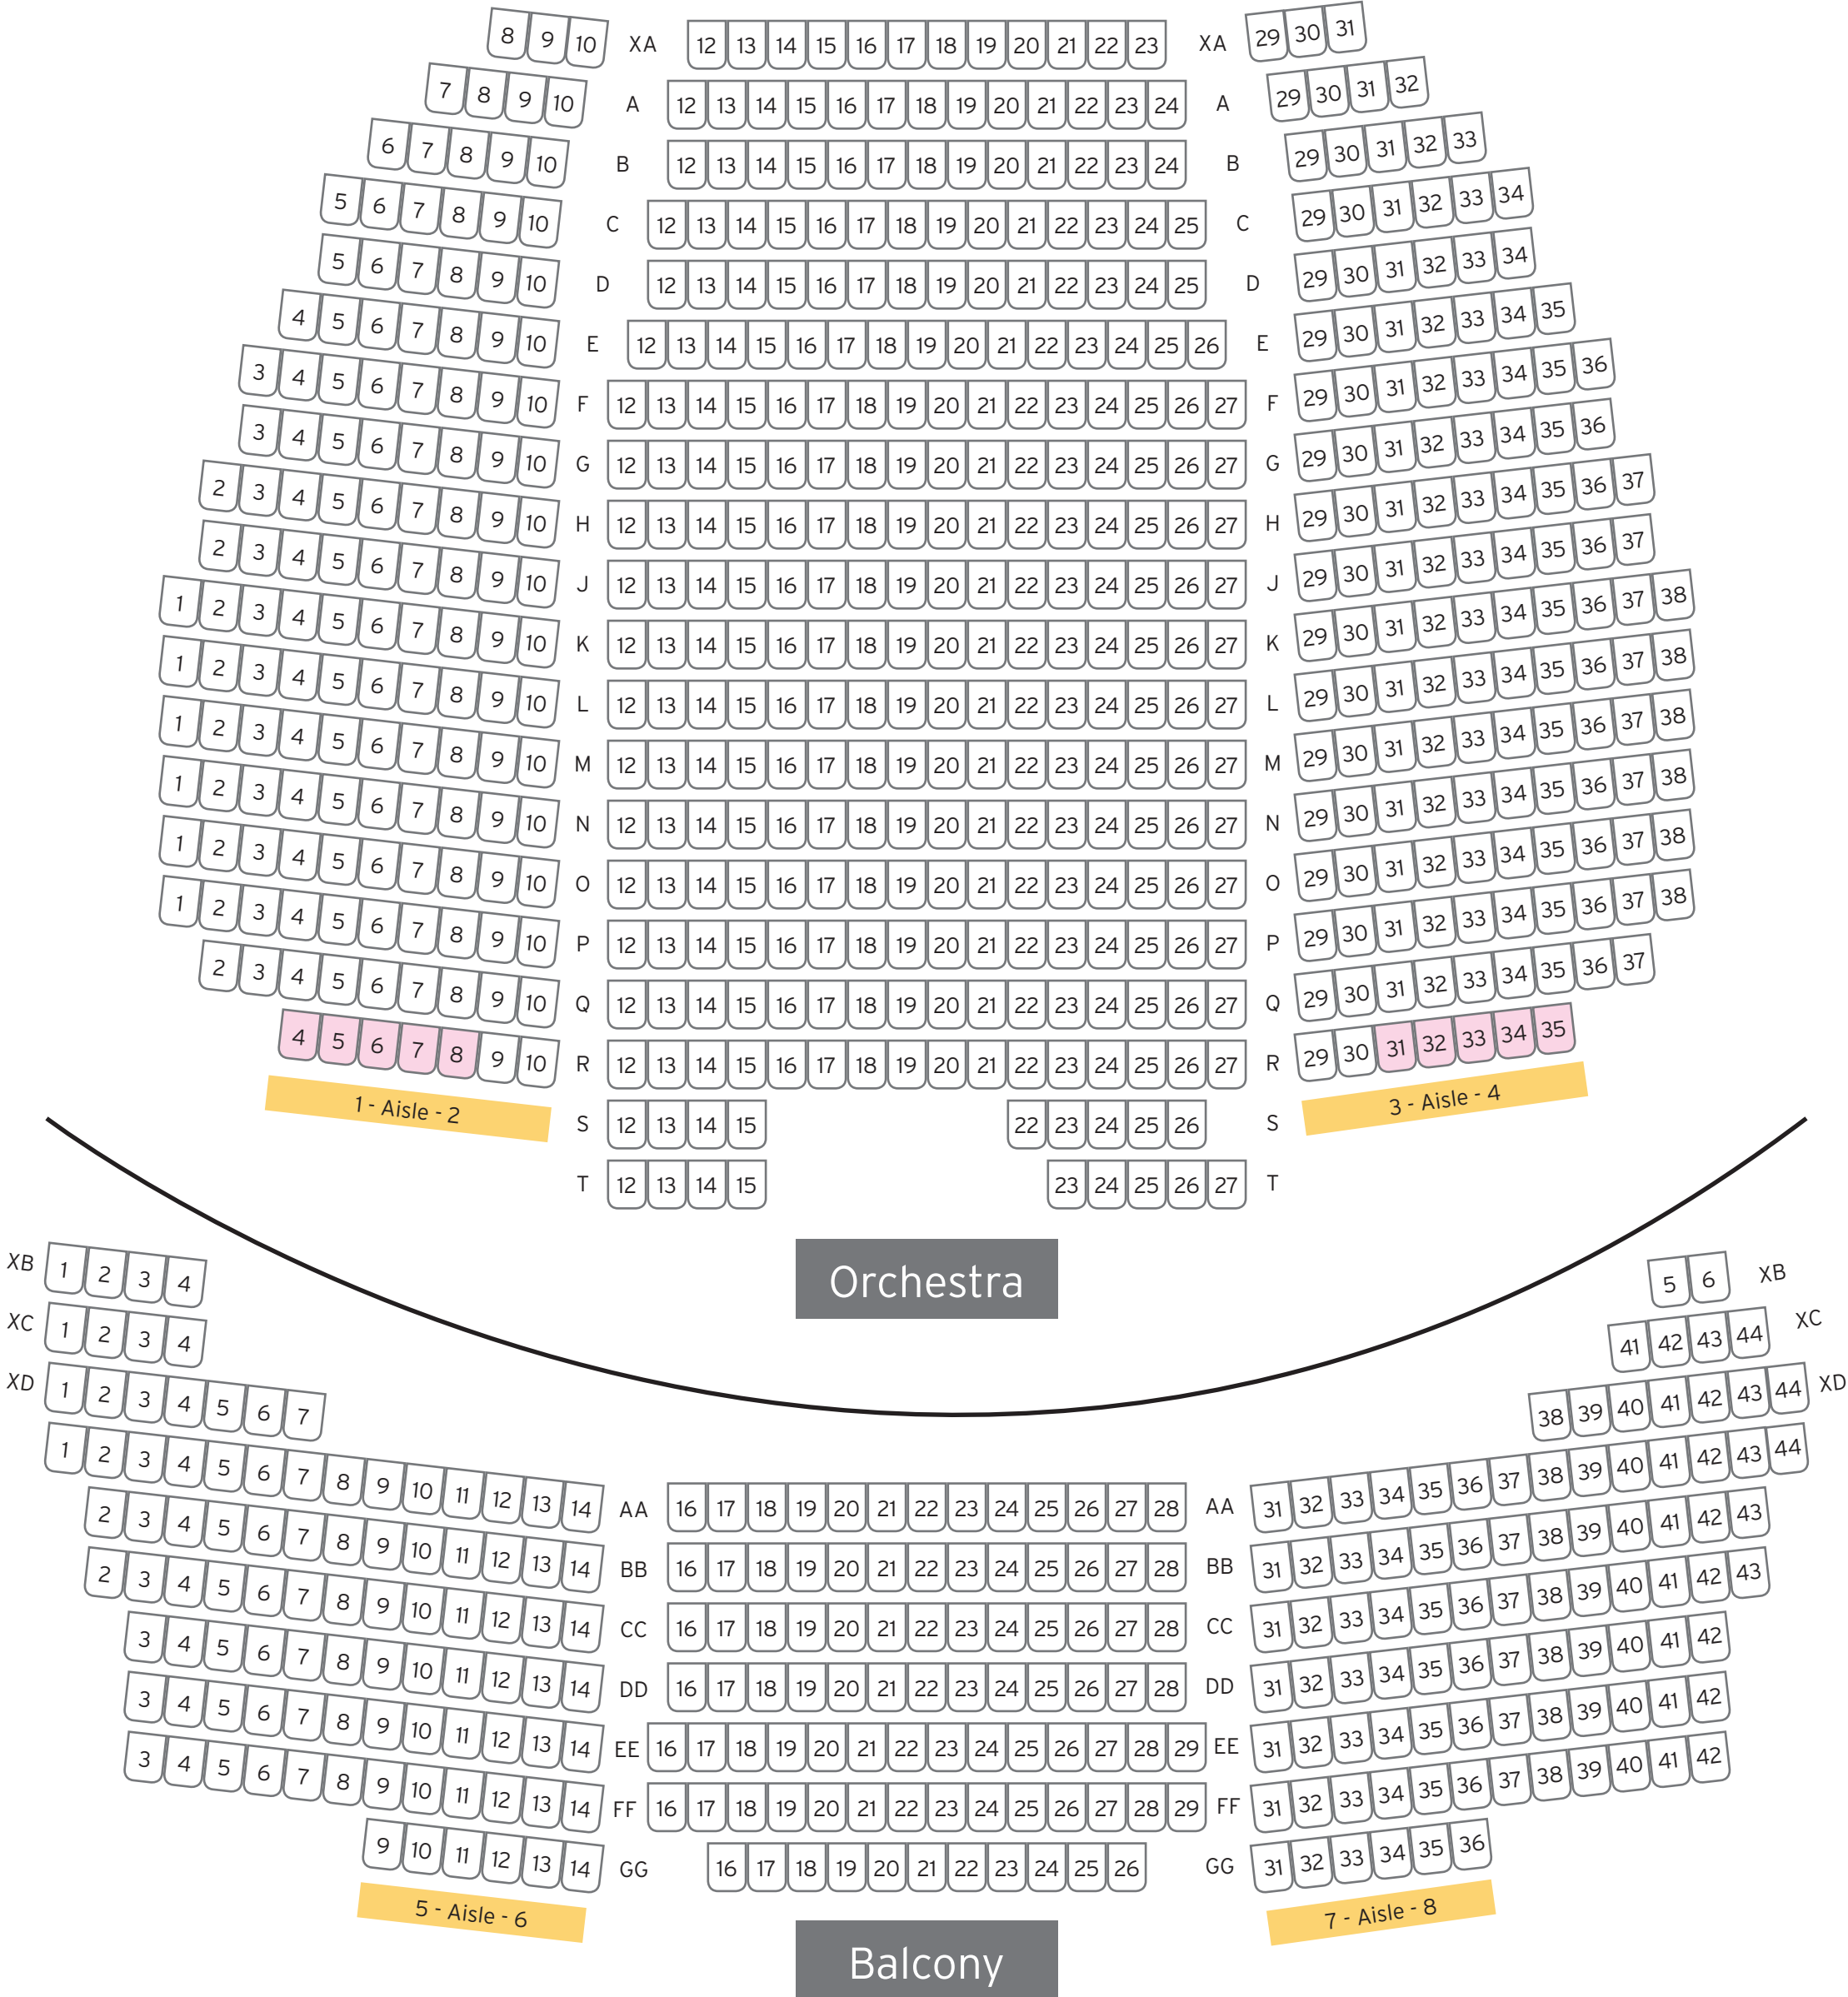 8 9 10 XA 12 13 14 15 16 17 18 19 20 21 22 23 XA 29 30 31
7 8 9 10 A 12 13 14 15 16 17 18 19 20 21 22 23 24 A 29 30 31 32
6 7 8 9 10 B 12 13 14 15 16 17 18 19 20 21 22 23 24 B 29 30 31 32 33
5 6 7 8 9 10 C 12 13 14 15 16 17 18 19 20 21 22 23 24 25 C 29 30 31 32 33 34
5 6 7 8 9 10 D 12 13 14 15 16 17 18 19 20 21 22 23 24 25 D 29 30 31 32 33 34
4 5 6 7 8 9 10 E 12 13 14 15 16 17 18 19 20 21 22 23 24 25 26 E 29 30 31 32 33 34 35
3 4 5 6 7 8 9 10 F 12 13 14 15 16 17 18 19 20 21 22 23 24 25 26 27 F 29 30 31 32 33 34 35 36
3 4 5 6 7 8 9 10 G 12 13 14 15 16 17 18 19 20 21 22 23 24 25 26 27 G 29 30 31 32 33 34 35 36
2 3 4 5 6 7 8 9 10 H 12 13 14 15 16 17 18 19 20 21 22 23 24 25 26 27 H 29 30 31 32 33 34 35 36 37
2 3 4 5 6 7 8 9 10 J 12 13 14 15 16 17 18 19 20 21 22 23 24 25 26 27 J 29 30 31 32 33 34 35 36 37
1 2 3 4 5 6 7 8 9 10 K 12 13 14 15 16 17 18 19 20 21 22 23 24 25 26 27 K 29 30 31 32 33 34 35 36 37 38
1 2 3 4 5 6 7 8 9 10 L 12 13 14 15 16 17 18 19 20 21 22 23 24 25 26 27 L 29 30 31 32 33 34 35 36 37 38
1 2 3 4 5 6 7 8 9 10 M 12 13 14 15 16 17 18 19 20 21 22 23 24 25 26 27 M 29 30 31 32 33 34 35 36 37 38
1 2 3 4 5 6 7 8 9 10 N 12 13 14 15 16 17 18 19 20 21 22 23 24 25 26 27 N 29 30 31 32 33 34 35 36 37 38
1 2 3 4 5 6 7 8 9 10 O 12 13 14 15 16 17 18 19 20 21 22 23 24 25 26 27 O 29 30 31 32 33 34 35 36 37 38
1 2 3 4 5 6 7 8 9 10 P 12 13 14 15 16 17 18 19 20 21 22 23 24 25 26 27 P 29 30 31 32 33 34 35 36 37 38
2 3 4 5 6 7 8 9 10 Q 12 13 14 15 16 17 18 19 20 21 22 23 24 25 26 27 Q 29 30 31 32 33 34 35 36 37
4 5 6 7 8 9 10 R 12 13 14 15 16 17 18 19 20 21 22 23 24 25 26 27 R 29 30 31 32 33 34 35
1 - Aisle - 2 S 12 13 14 15 22 23 24 25 26 S 3 - Aisle - 4
T 12 13 14 15 23 24 25 26 27 T
Orchestra
XB 1 2 3 4 5 6 XB
XC 1 2 3 4 41 42 43 44 XC
XD 1 2 3 4 5 6 7 38 39 40 41 42 43 44 XD
1 2 3 4 5 6 7 8 9 10 11 12 13 14 AA 16 17 18 19 20 21 22 23 24 25 26 27 28 AA 31 32 33 34 35 36 37 38 39 40 41 42 43 44
2 3 4 5 6 7 8 9 10 11 12 13 14 BB 16 17 18 19 20 21 22 23 24 25 26 27 28 BB 31 32 33 34 35 36 37 38 39 40 41 42 43
2 3 4 5 6 7 8 9 10 11 12 13 14 CC 16 17 18 19 20 21 22 23 24 25 26 27 28 CC 31 32 33 34 35 36 37 38 39 40 41 42 43
3 4 5 6 7 8 9 10 11 12 13 14 DD 16 17 18 19 20 21 22 23 24 25 26 27 28 DD 31 32 33 34 35 36 37 38 39 40 41 42
3 4 5 6 7 8 9 10 11 12 13 14 EE 16 17 18 19 20 21 22 23 24 25 26 27 28 29 EE 31 32 33 34 35 36 37 38 39 40 41 42
3 4 5 6 7 8 9 10 11 12 13 14 FF 16 17 18 19 20 21 22 23 24 25 26 27 28 29 FF 31 32 33 34 35 36 37 38 39 40 41 42
9 10 11 12 13 14 GG 16 17 18 19 20 21 22 23 24 25 26 GG 31 32 33 34 35 36
5 - Aisle - 6 7 - Aisle - 8
Balcony